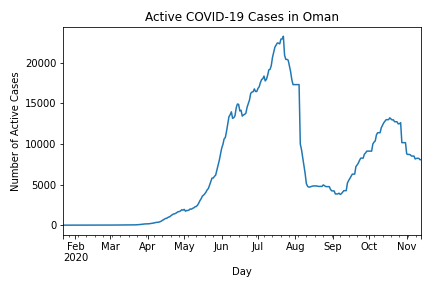 Active COVID-19 Cases in Oman
Number of Active Cases
20000
15000
10000
5000
0
Feb Mar Apr May Jun Jul Aug Sep Oct Nov
2020
Day